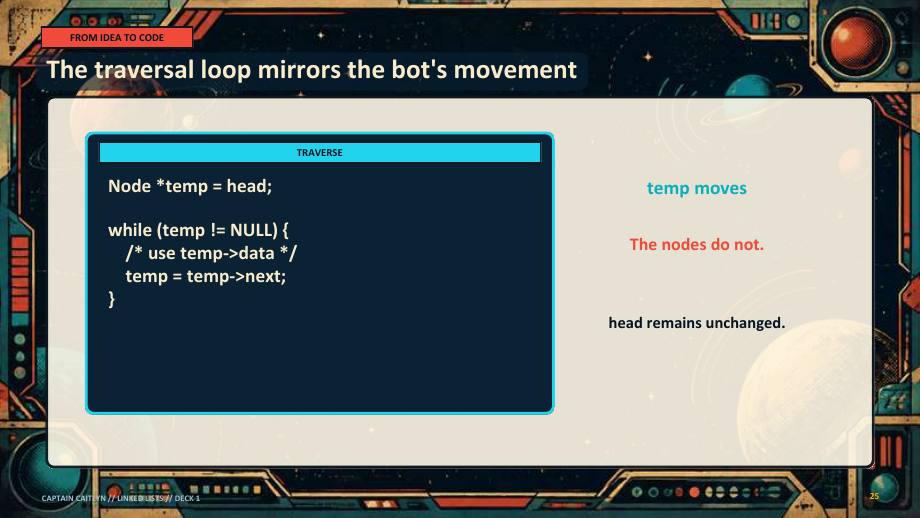 FROM IDEA TO CODE
The traversal loop mirrors the bot's movement
TRAVERSE
Node *temp = head;
while (temp != NULL) {
    /* use temp->data */
    temp = temp->next;
}
temp moves
The nodes do not.
head remains unchanged.
CAPTAIN CAITLYN // LINKED LISTS // DECK 1
25